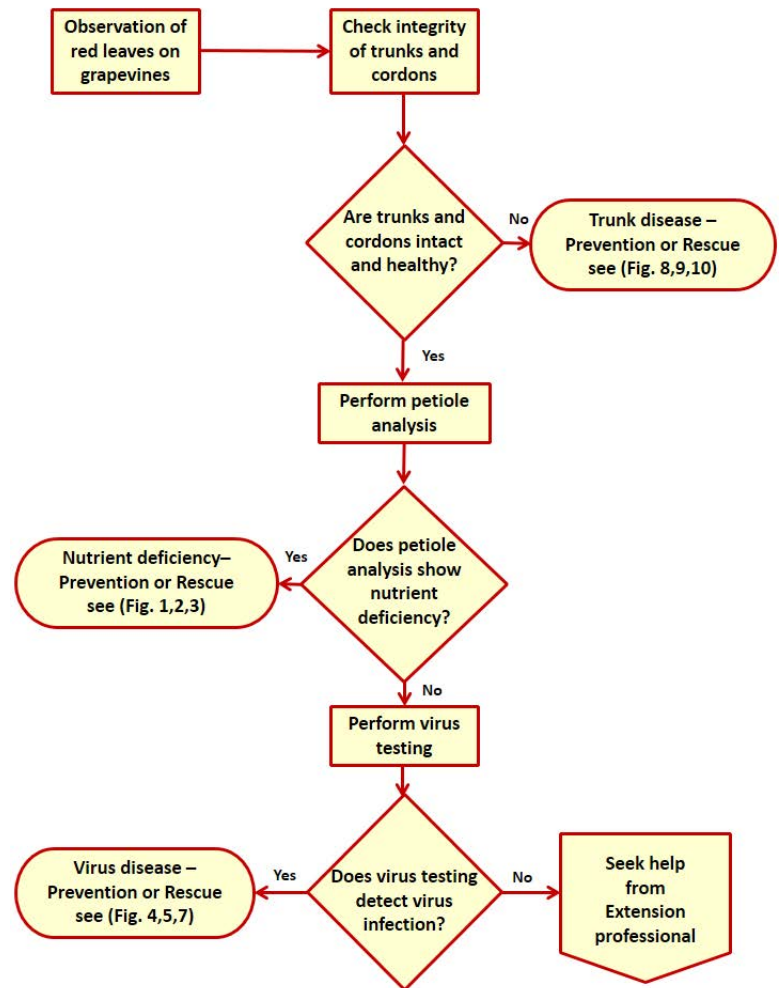 Observation of
red leaves on
grapevines
Check integrity
of trunks and
cordons
Are trunks and
cordons intact
and healthy?
No
Trunk disease –
Prevention or Rescue
see (Fig. 8,9,10)
Yes
Perform petiole
analysis
Does petiole
analysis show
nutrient
deficiency?
Yes
Nutrient deficiency–
Prevention or Rescue
see (Fig. 1,2,3)
No
Perform virus
testing
Does virus testing
detect virus
infection?
Yes
Virus disease –
Prevention or Rescue
see (Fig. 4,5,7)
No
Seek help
from
Extension
professional